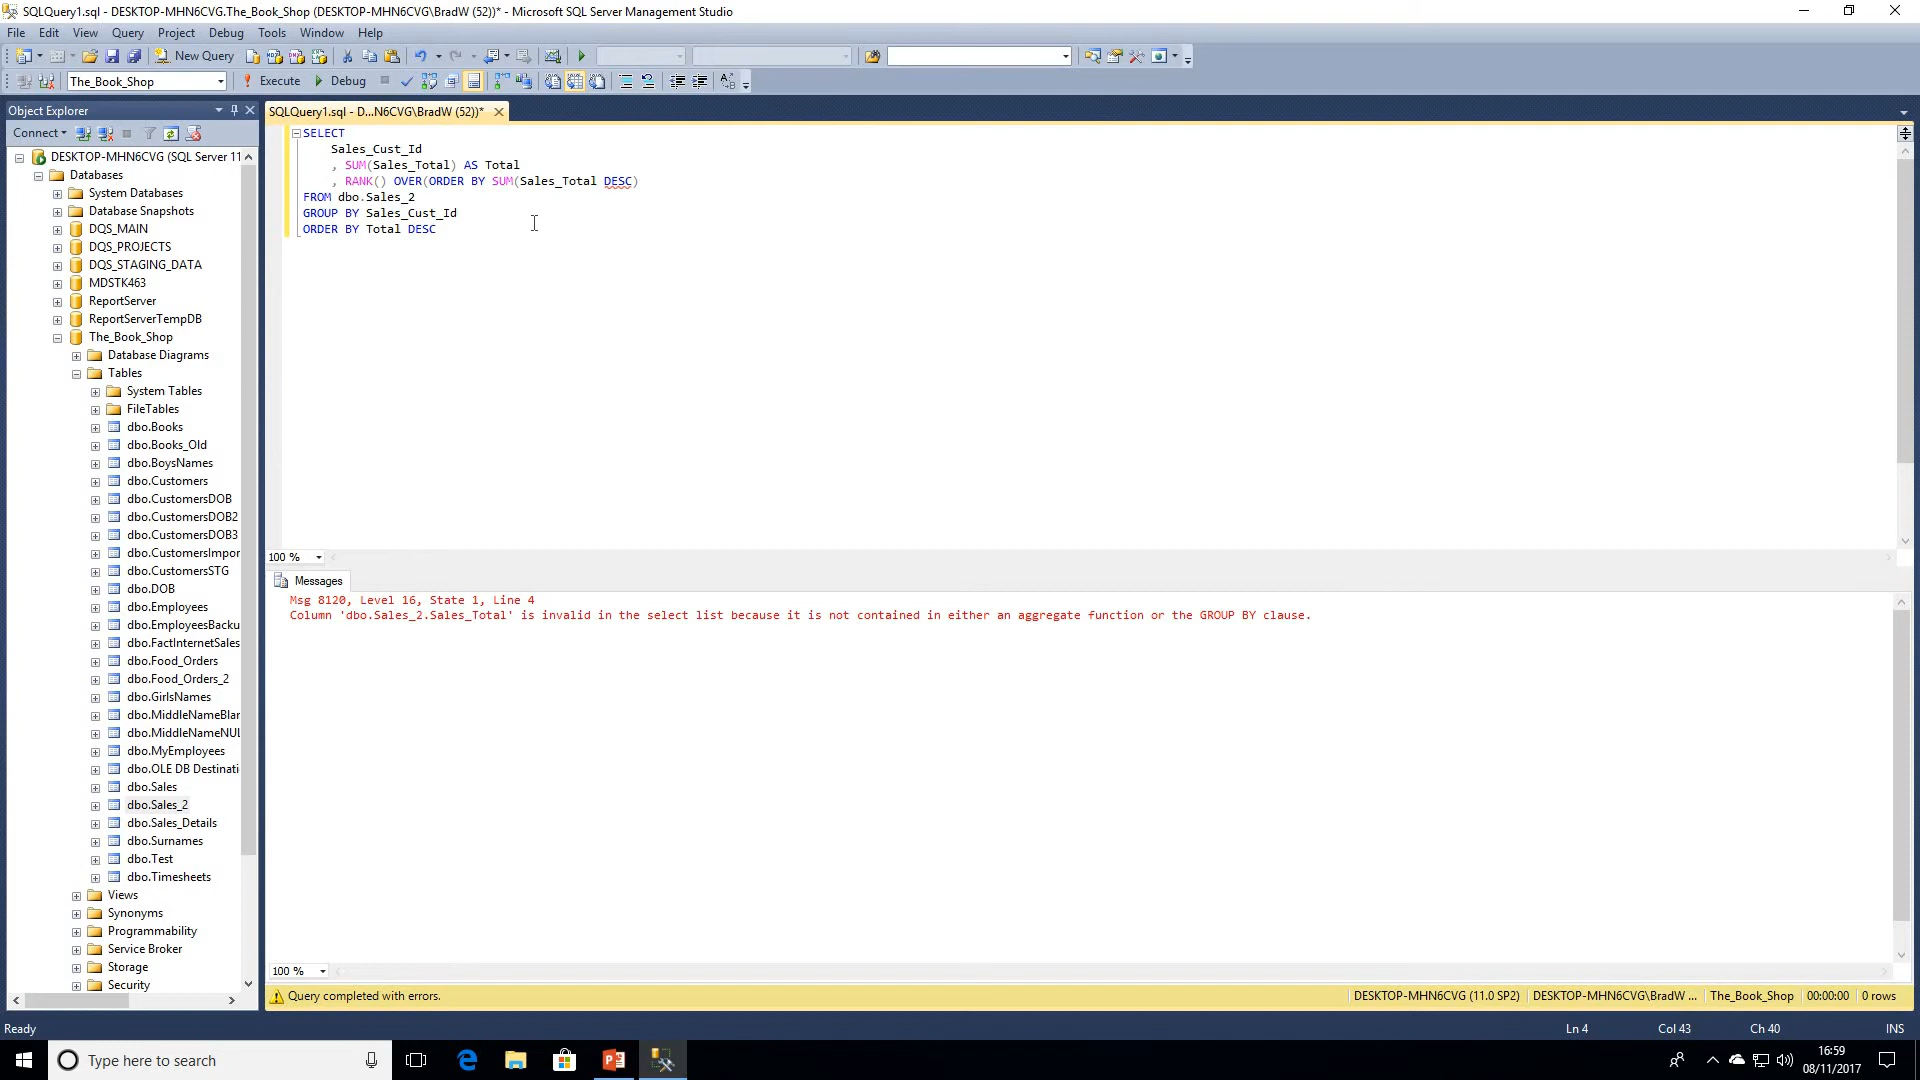 SQLQuery1.sql - DESKTOP-MHN6CVG.The_Book_Shop (DESKTOP-MHN6CVG\BradW (52))* - Microsoft SQL Server Management Studio
File Edit View Query Project Debug Tools Window Help
New Query
The_Book_Shop Execute Debug
Object Explorer
SQLQuery1.sql - D...N6CVG\BradW (52))*
Connect
DESKTOP-MHN6CVG (SQL Server 11
Databases
System Databases
Database Snapshots
DQS_MAIN
DQS_PROJECTS
DQS_STAGING_DATA
MDSTK463
ReportServer
ReportServerTempDB
The_Book_Shop
Database Diagrams
Tables
System Tables
FileTables
dbo.Books
dbo.Books_Old
dbo.BoysNames
dbo.Customers
dbo.CustomersDOB
dbo.CustomersDOB2
dbo.CustomersDOB3
dbo.CustomersImpor
dbo.CustomersSTG
dbo.DOB
dbo.Employees
dbo.EmployeesBacku
dbo.FactInternetSales
dbo.Food_Orders
dbo.Food_Orders_2
dbo.GirlsNames
dbo.MiddleNameBlar
dbo.MiddleNameNUL
dbo.MyEmployees
dbo.OLE DB Destinati
dbo.Sales
dbo.Sales_2
dbo.Sales_Details
dbo.Surnames
dbo.Test
dbo.Timesheets
Views
Synonyms
Programmability
Service Broker
Storage
Security
SELECT
Sales_Cust_Id
, SUM(Sales_Total) AS Total
, RANK() OVER(ORDER BY SUM(Sales_Total DESC)
FROM dbo.Sales_2
GROUP BY Sales_Cust_Id
ORDER BY Total DESC
100 %
Messages
Msg 8120, Level 16, State 1, Line 4
Column 'dbo.Sales_2.Sales_Total' is invalid in the select list because it is not contained in either an aggregate function or the GROUP BY clause.
100 %
Query completed with errors. DESKTOP-MHN6CVG (11.0 SP2) DESKTOP-MHN6CVG\BradW ... The_Book_Shop 00:00:00 0 rows
Ready Ln 4 Col 43 Ch 40 INS
Type here to search
16:59
08/11/2017